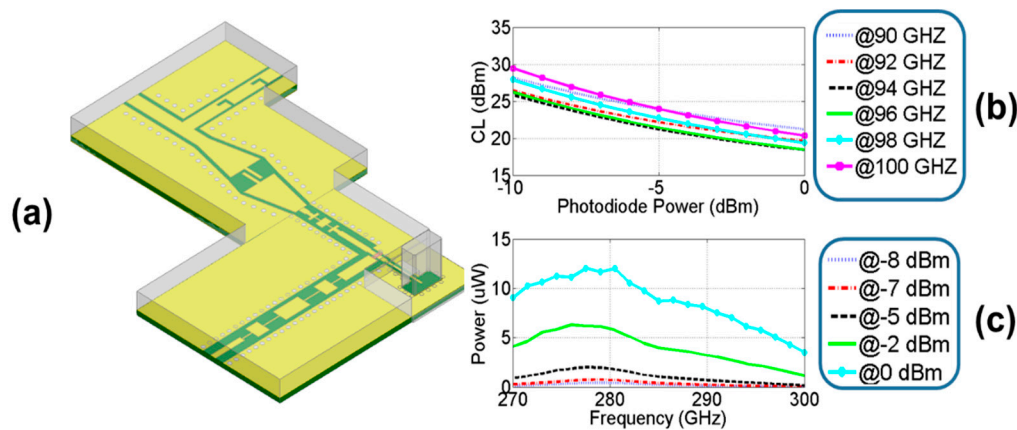 (a)
35
30
25
20
15
CL (dBm)
-10
-5
0
Photodiode Power (dBm)
@90 GHZ
@92 GHZ
@94 GHZ
@96 GHZ
@98 GHZ
@100 GHZ
(b)
15
10
5
0
Power (uW)
270
280
290
300
Frequency (GHz)
@-8 dBm
@-7 dBm
@-5 dBm
@-2 dBm
@0 dBm
(c)